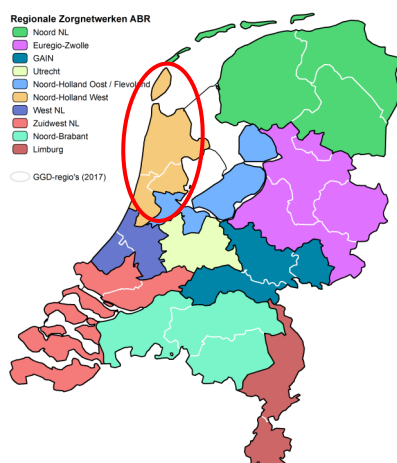 Regionale Zorgnetwerken ABR
Noord NL
Euregio-Zwolle
GAIN
Utrecht
Noord-Holland Oost / Flevoland
Noord-Holland West
West NL
Zuidwest NL
Noord-Brabant
Limburg
GGD-regio's (2017)